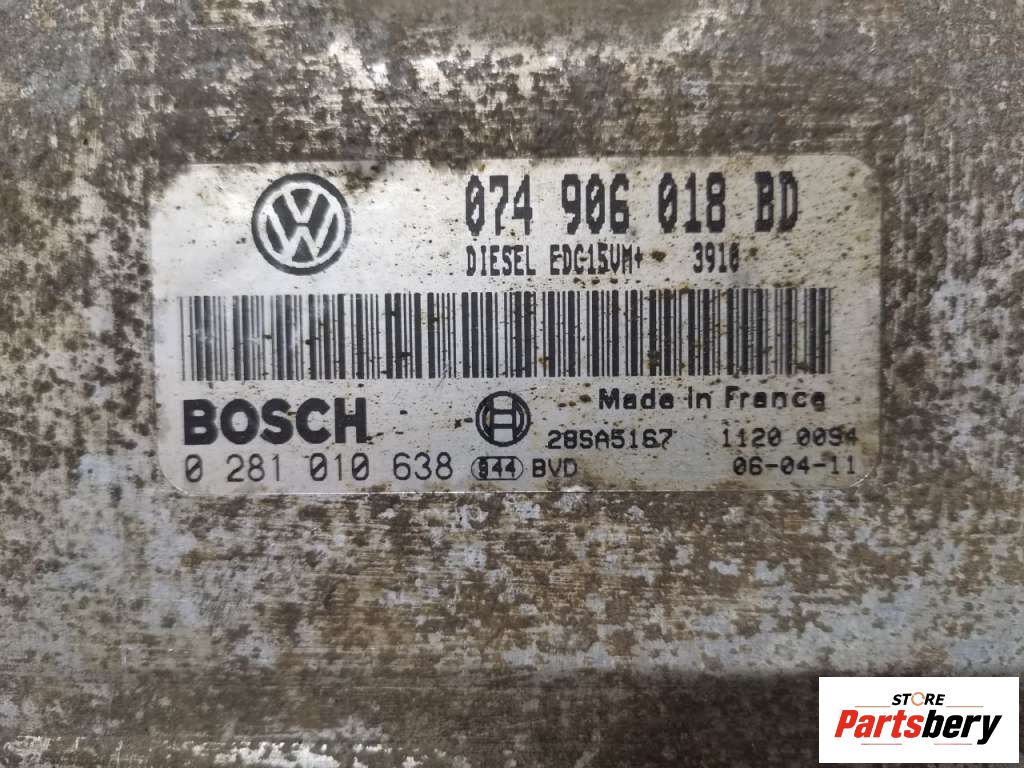 074 906 018 BD
DIESEL EDC15VM+ 3910
BOSCH
Made in France
28SA5167 1120 0094
0 281 010 638 944 BVD 06-04-11
STORE
Partsbery